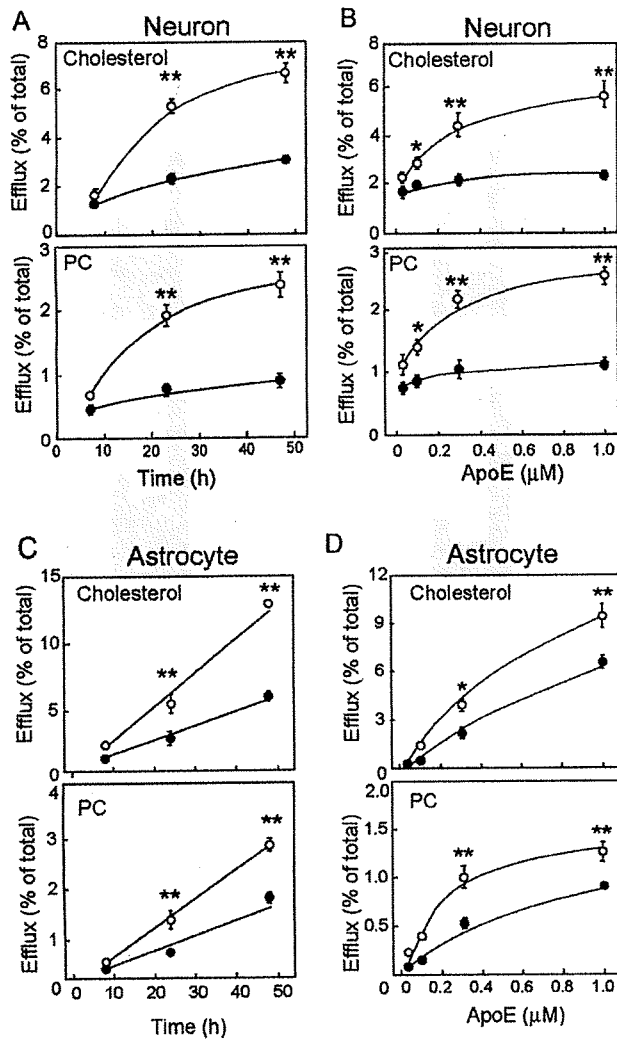 A Neuron
Cholesterol
Efflux (% of total)
8
6
4
2
0
**
**
PC
Efflux (% of total)
3
2
1
0
**
**
0 10 20 30 40 50
Time (h)
B Neuron
Cholesterol
Efflux (% of total)
8
6
4
2
0
*
**
**
PC
Efflux (% of total)
3
2
1
0
*
**
**
0 0.2 0.4 0.6 0.8 1.0
ApoE (μM)
C Astrocyte
Cholesterol
Efflux (% of total)
15
10
5
0
**
**
PC
Efflux (% of total)
4
3
2
1
0
**
**
0 10 20 30 40 50
Time (h)
D Astrocyte
Cholesterol
Efflux (% of total)
12
9
6
3
0
*
**
PC
Efflux (% of total)
2.0
1.5
1.0
0.5
**
**
0 0.2 0.4 0.6 0.8 1.0
ApoE (μM)